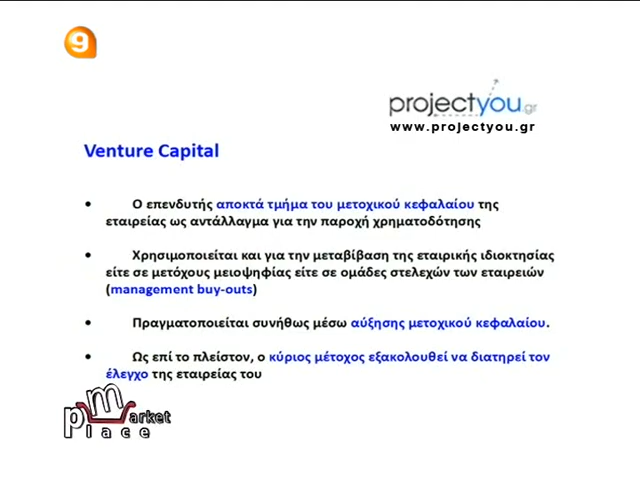 9
projectyou.gr
www.projectyou.gr
Venture Capital
• Ο επενδυτής αποκτά τμήμα του μετοχικού κεφαλαίου της
εταιρείας ως αντάλλαγμα για την παροχή χρηματοδότησης
• Χρησιμοποιείται και για την μεταβίβαση της εταιρικής ιδιοκτησίας
είτε σε μετόχους μειοψηφίας είτε σε ομάδες στελεχών των εταιρειών
(management buy-outs)
• Πραγματοποιείται συνήθως μέσω αύξησης μετοχικού κεφαλαίου.
• Ως επί το πλείστον, ο κύριος μέτοχος εξακολουθεί να διατηρεί τον
έλεγχο της εταιρείας του
market
place